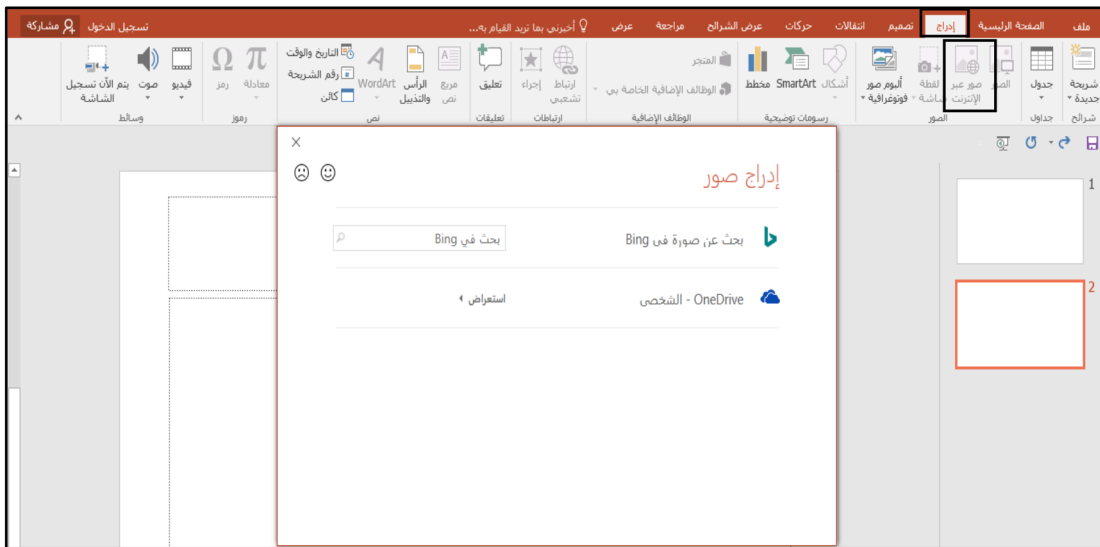 ملف الصفحة الرئيسية إدراج تصميم انتقالات حركات عرض الشرائح مراجعة عرض أخبرني بما تريد القيام به... تسجيل الدخول مشاركة
شريحة جديدة
جدول
الصور
صور عبر الإنترنت
لقطة شاشة
ألبوم صور فوتوغرافية
أشكال
SmartArt
مخطط
المتجر
الوظائف الإضافية الخاصة بي
ارتباط تشعبي
إجراء
تعليق
مربع نص
الرأس والتذييل
WordArt
التاريخ والوقت
رقم الشريحة
كائن
معادلة
رمز
فيديو
صوت
يتم الآن تسجيل الشاشة
شرائح جداول الصور رسومات توضيحية الوظائف الإضافية ارتباطات تعليقات نص رموز وسائط
إدراج صور
بحث عن صورة في Bing
بحث في Bing
OneDrive - الشخصي
استعراض
1
2